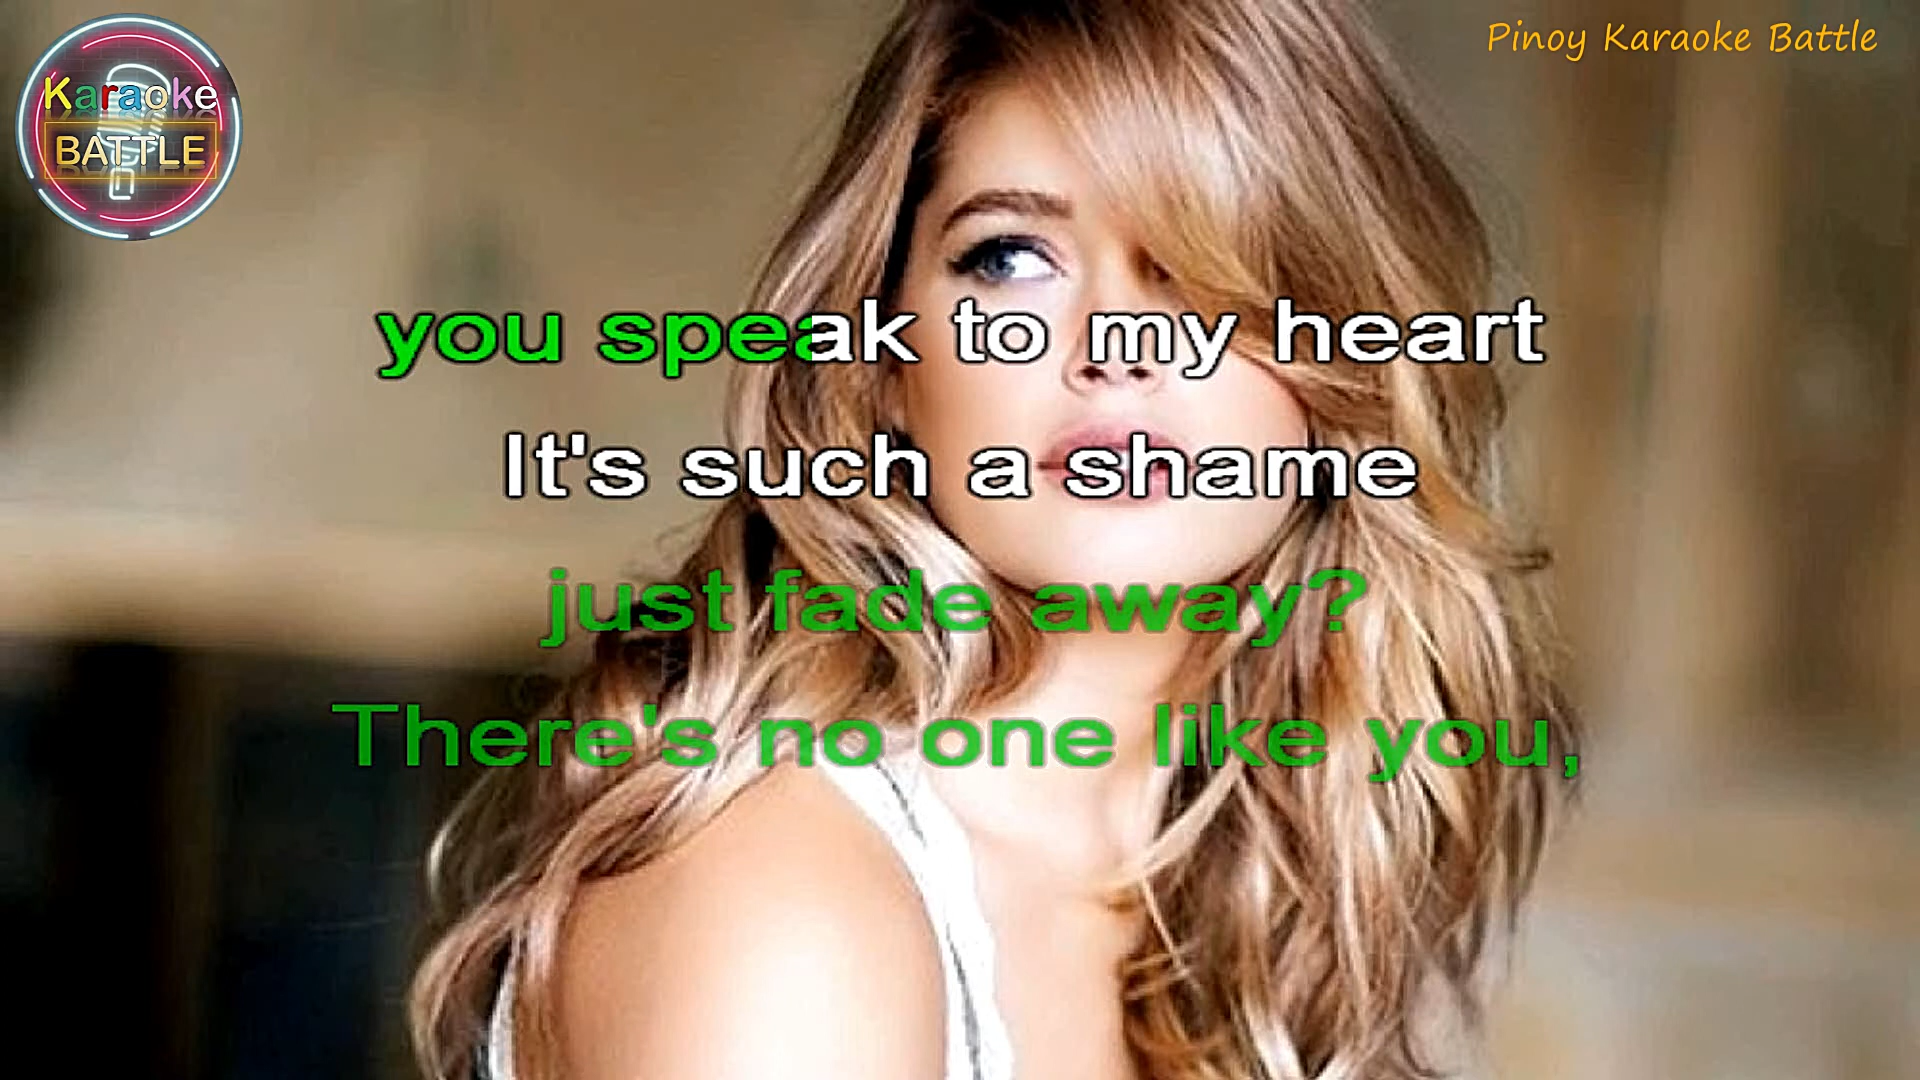 Karaoke
BATTLE
Pinoy Karaoke Battle
you speak to my heart
It's such a shame
just fade away?
There's no one like you,